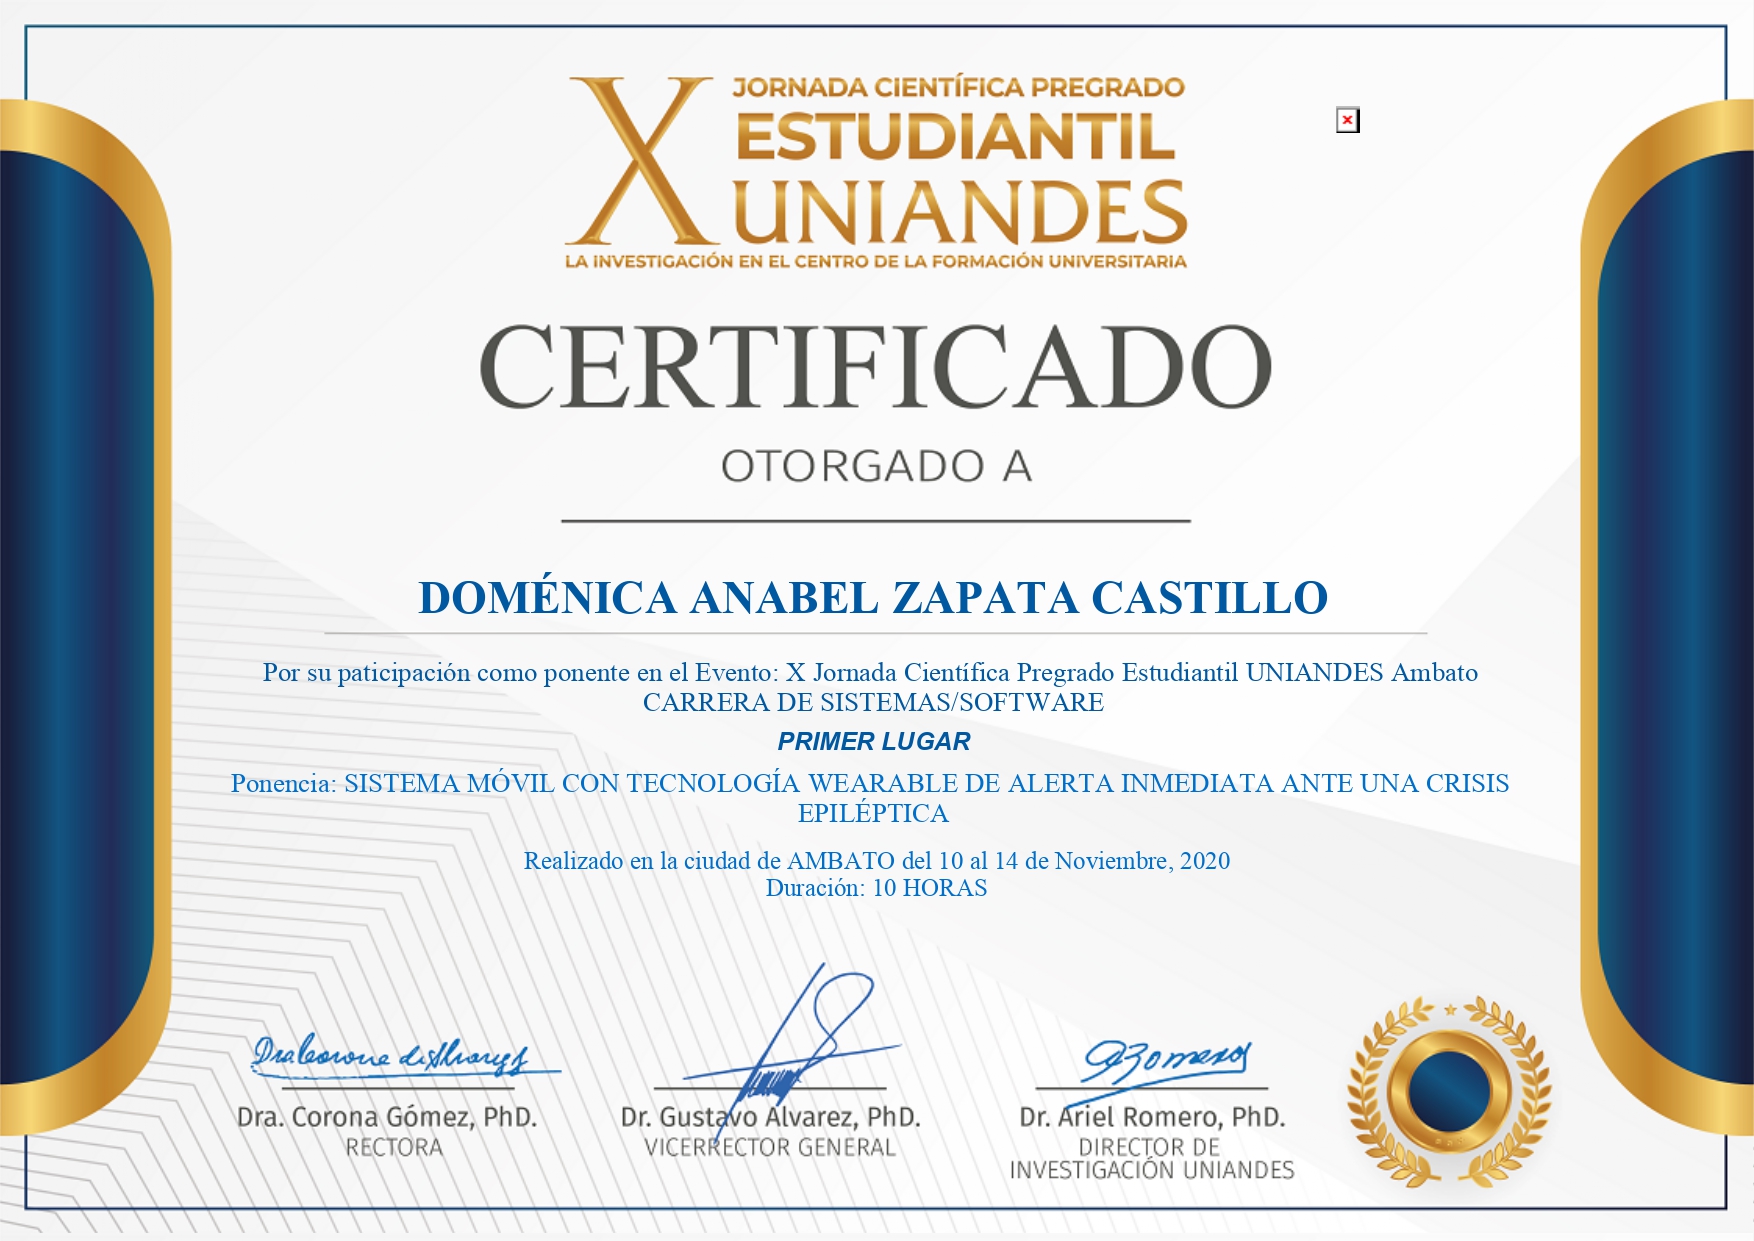 X JORNADA CIENTÍFICA PREGRADO
ESTUDIANTIL
UNIANDES
LA INVESTIGACIÓN EN EL CENTRO DE LA FORMACIÓN UNIVERSITARIA
CERTIFICADO
OTORGADO A
DOMÉNICA ANABEL ZAPATA CASTILLO
Por su paticipación como ponente en el Evento: X Jornada Científica Pregrado Estudiantil UNIANDES Ambato
CARRERA DE SISTEMAS/SOFTWARE
PRIMER LUGAR
Ponencia: SISTEMA MÓVIL CON TECNOLOGÍA WEARABLE DE ALERTA INMEDIATA ANTE UNA CRISIS
EPILÉPTICA
Realizado en la ciudad de AMBATO del 10 al 14 de Noviembre, 2020
Duración: 10 HORAS
Dra. Corona Gómez, PhD.
RECTORA
Dr. Gustavo Alvarez, PhD.
VICERRECTOR GENERAL
Dr. Ariel Romero, PhD.
DIRECTOR DE
INVESTIGACIÓN UNIANDES